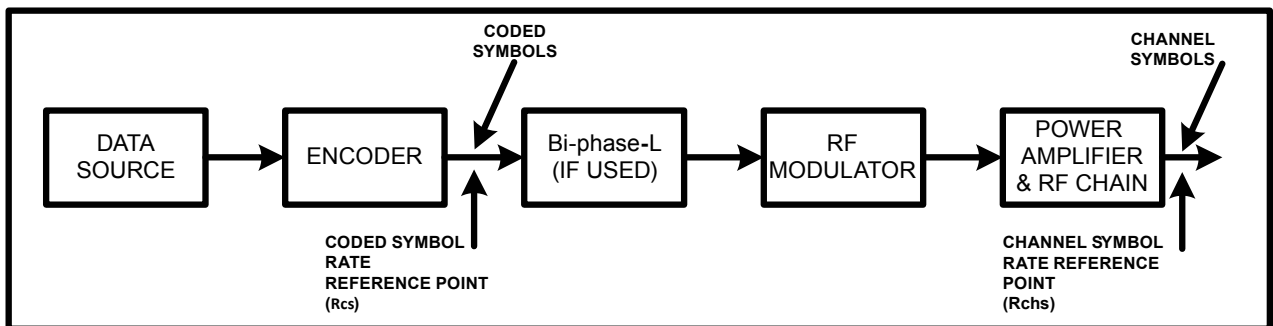 CODED
SYMBOLS
CHANNEL
SYMBOLS
DATA
SOURCE
ENCODER
Bi-phase-L
(IF USED)
RF
MODULATOR
POWER
AMPLIFIER
& RF CHAIN
CODED SYMBOL
RATE
REFERENCE POINT
(Rcs)
CHANNEL SYMBOL
RATE REFERENCE
POINT
(Rchs)